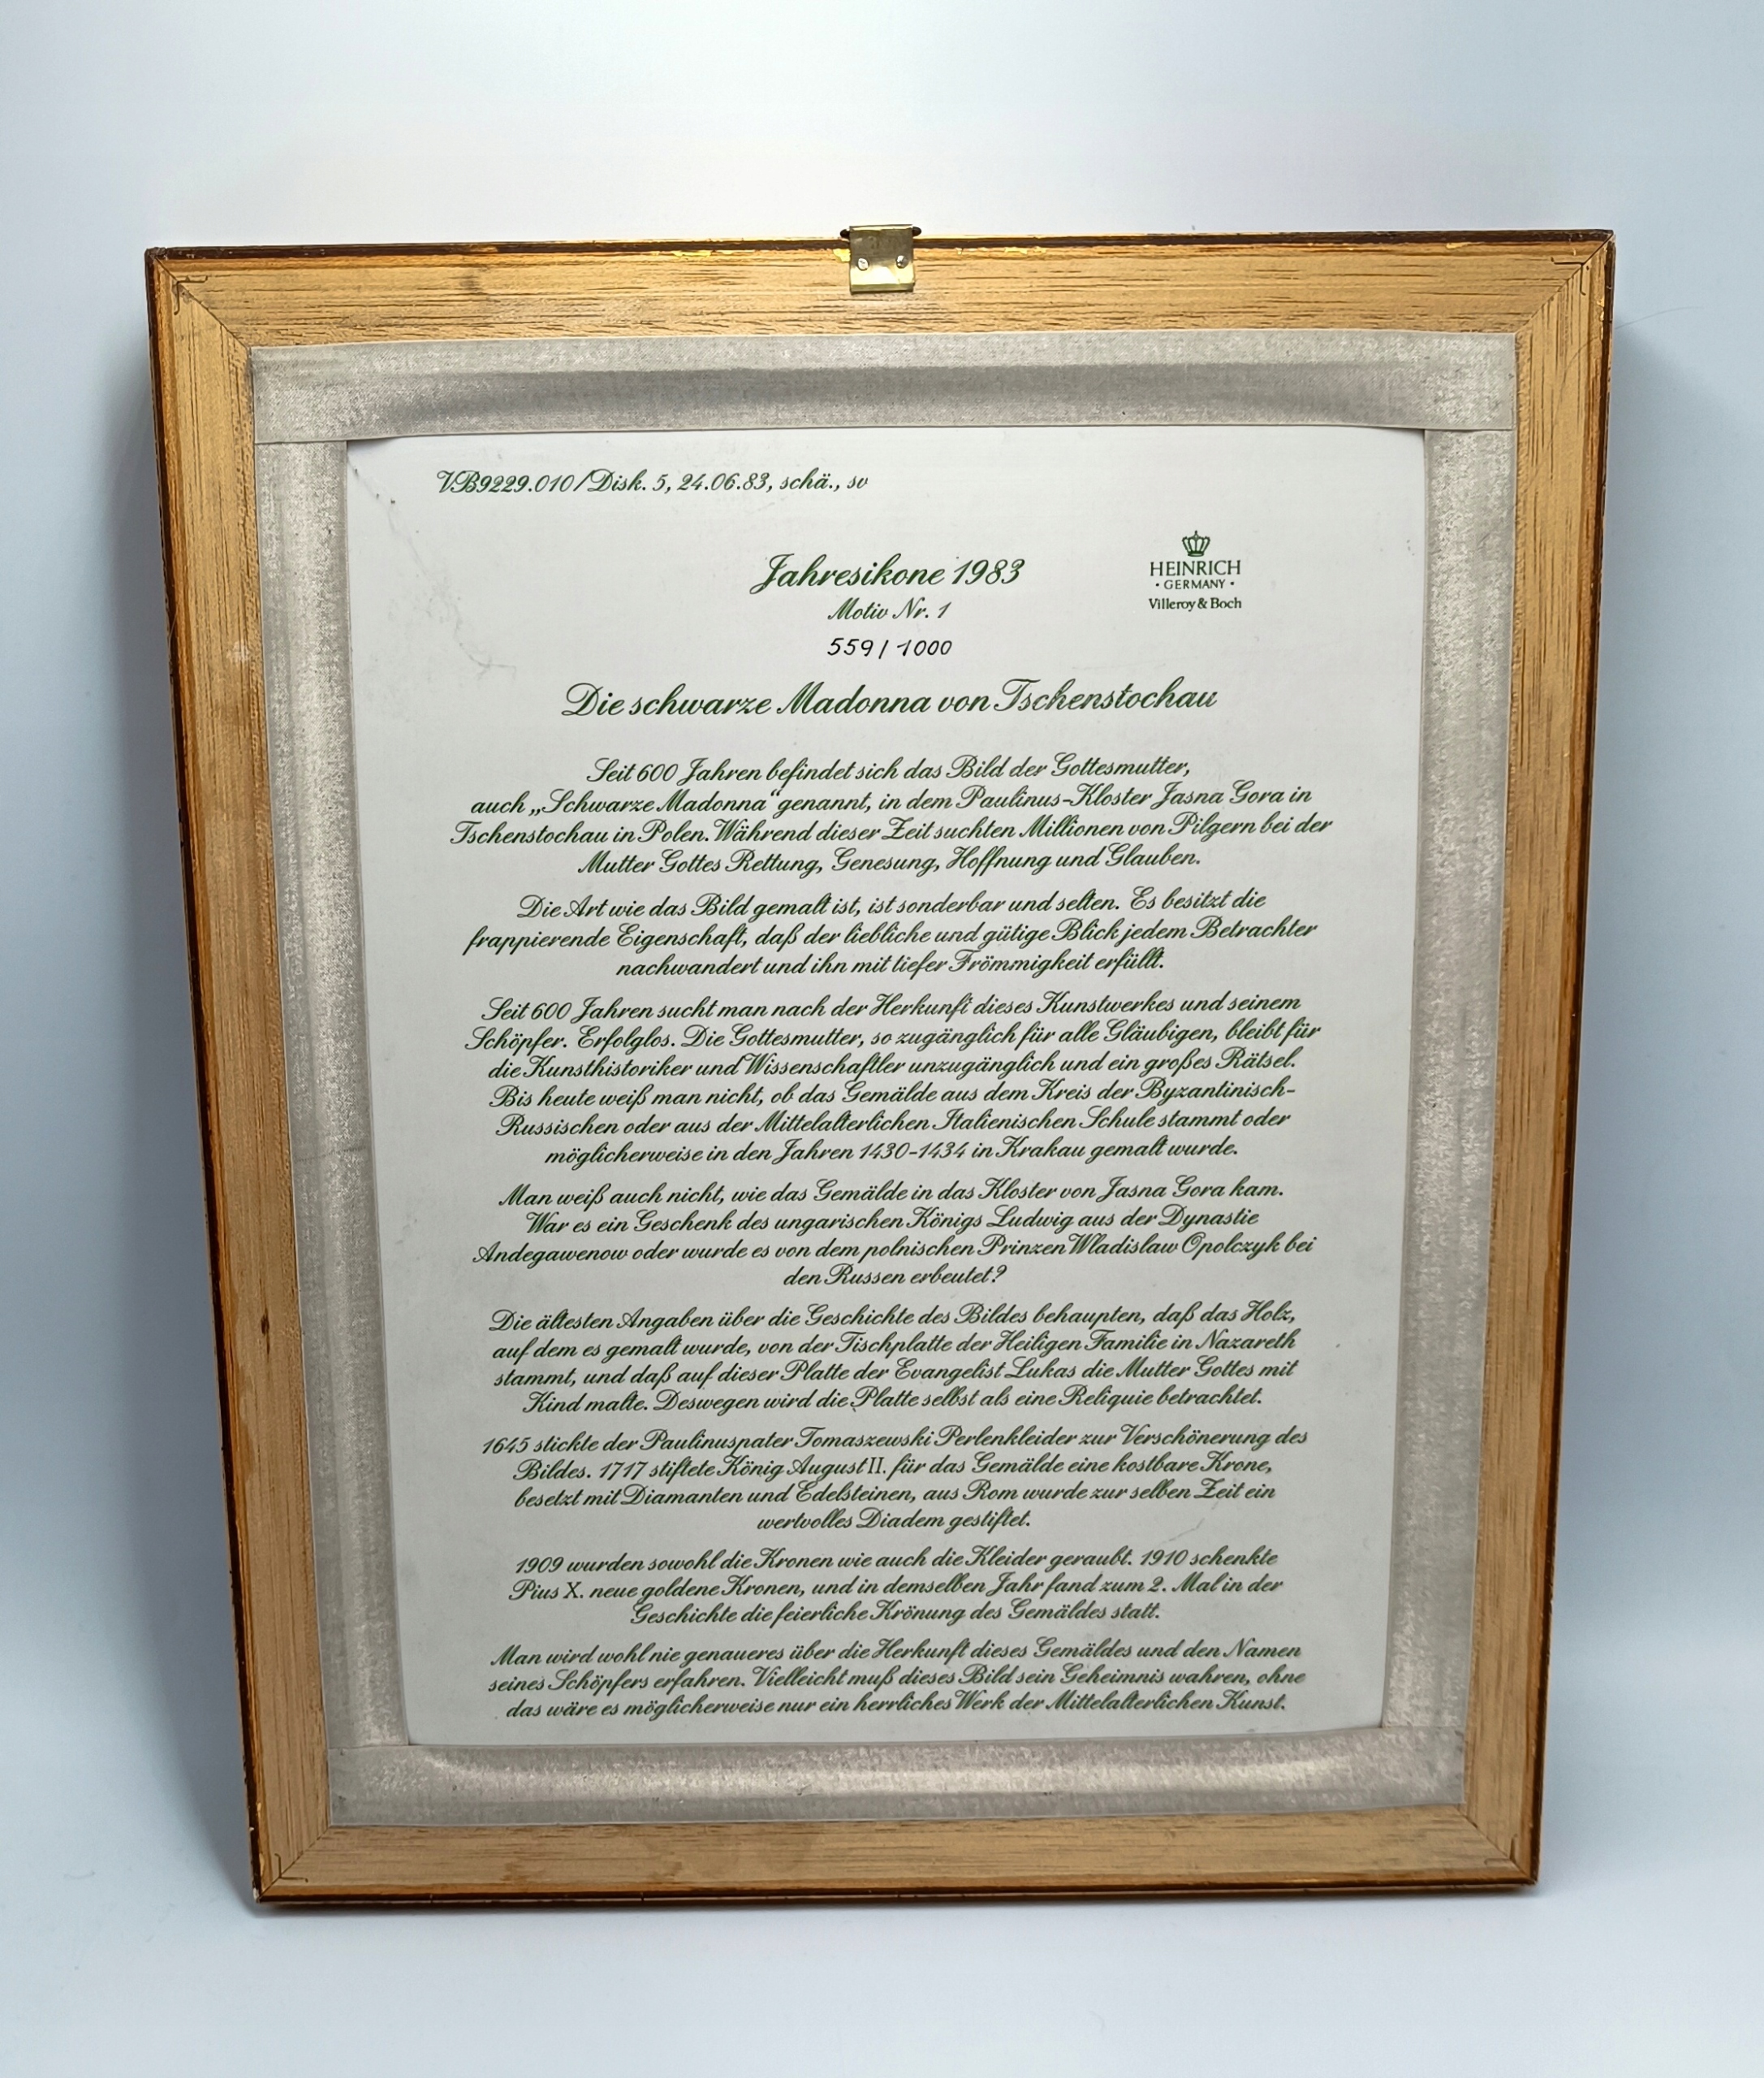 VB9229.010/Disk. 5, 24.06.83, schä., so
Jahresikone 1983
Motiv Nr. 1
559/1000
HEINRICH
· GERMANY ·
Villeroy & Boch
Die schwarze Madonna von Tschenstochau
Seit 600 Jahren befindet sich das Bild der Gottesmutter,
auch „Schwarze Madonna“ genannt, in dem Paulinus-Kloster Jasna Gora in
Tschenstochau in Polen. Während dieser Zeit suchten Millionen von Pilgern bei der
Mutter Gottes Rettung, Genesung, Hoffnung und Glauben.
Die Art wie das Bild gemalt ist, ist sonderbar und selten. Es besitzt die
frappierende Eigenschaft, daß der liebliche und gütige Blick jedem Betrachter
nachwandert und ihn mit tiefer Frömmigkeit erfüllt.
Seit 600 Jahren sucht man nach der Herkunft dieses Kunstwerkes und seinem
Schöpfer. Erfolglos. Die Gottesmutter, so zugänglich für alle Gläubigen, bleibt für
die Kunsthistoriker und Wissenschaftler unzugänglich und ein großes Rätsel.
Bis heute weiß man nicht, ob das Gemälde aus dem Kreis der Byzantinisch-
Russischen oder aus der Mittelalterlichen Italienischen Schule stammt oder
möglicherweise in den Jahren 1430-1434 in Krakau gemalt wurde.
Man weiß auch nicht, wie das Gemälde in das Kloster von Jasna Gora kam.
War es ein Geschenk des ungarischen Königs Ludwig aus der Dynastie
Andegawenow oder wurde es von dem polnischen Prinzen Wladislaw Opolczyk bei
den Russen erbeutet?
Die ältesten Angaben über die Geschichte des Bildes behaupten, daß das Holz,
auf dem es gemalt wurde, von der Tischplatte der Heiligen Familie in Nazareth
stammt, und daß auf dieser Platte der Evangelist Lukas die Mutter Gottes mit
Kind malte. Deswegen wird die Platte selbst als eine Reliquie betrachtet.
1645 stickte der Paulinuspater Tomaszewski Perlenkleider zur Verschönerung des
Bildes. 1717 stiftete König August II. für das Gemälde eine kostbare Krone,
besetzt mit Diamanten und Edelsteinen, aus Rom wurde zur selben Zeit ein
wertvolles Diadem gestiftet.
1909 wurden sowohl die Kronen wie auch die Kleider geraubt. 1910 schenkte
Pius X. neue goldene Kronen, und in demselben Jahr fand zum 2. Mal in der
Geschichte die feierliche Krönung des Gemäldes statt.
Man wird wohl nie genaueres über die Herkunft dieses Gemäldes und den Namen
seines Schöpfers erfahren. Vielleicht muß dieses Bild sein Geheimnis wahren, ohne
das wäre es möglicherweise nur ein herrliches Werk der Mittelalterlichen Kunst.